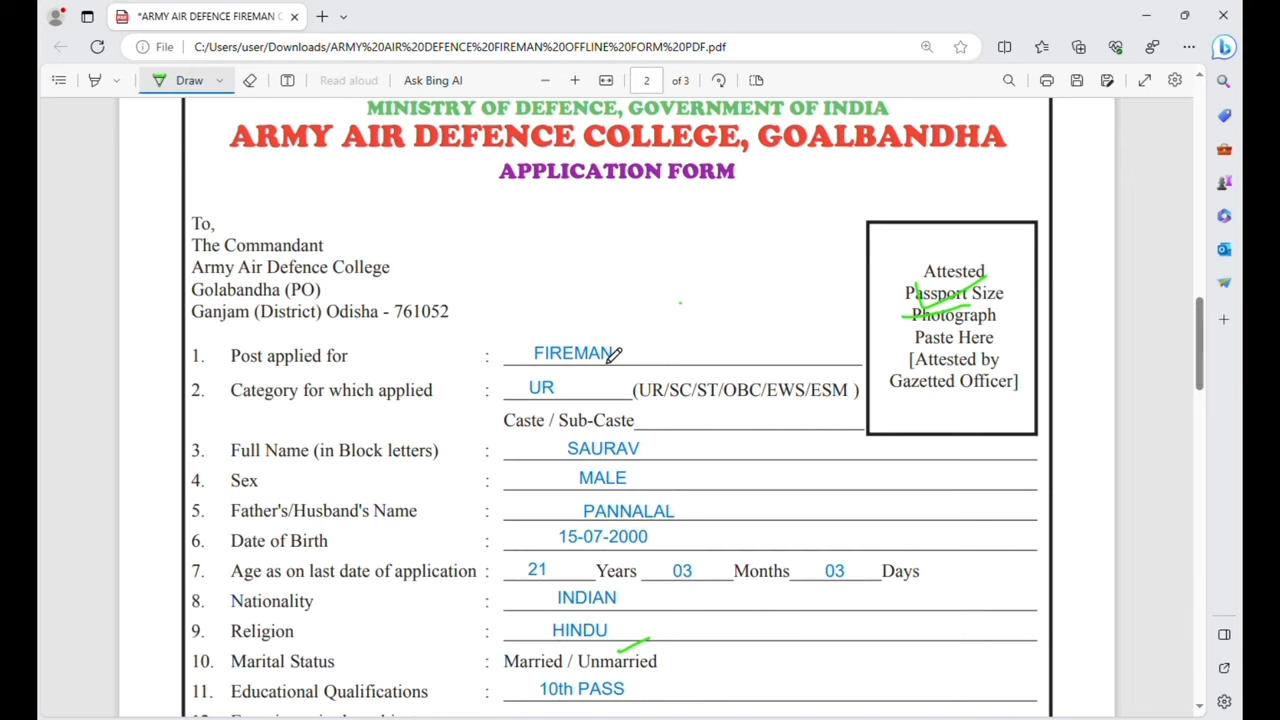 *ARMY AIR DEFENCE FIREMAN O
File C:/Users/user/Downloads/ARMY%20AIR%20DEFENCE%20FIREMAN%20OFFLINE%20FORM%20PDF.pdf
Draw Read aloud Ask Bing AI 2 of 3
MINISTRY OF DEFENCE, GOVERNMENT OF INDIA
ARMY AIR DEFENCE COLLEGE, GOALBANDHA
APPLICATION FORM
To,
The Commandant
Army Air Defence College
Golabandha (PO)
Ganjam (District) Odisha - 761052
Attested
Passport Size
Photograph
Paste Here
[Attested by
Gazetted Officer]
1. Post applied for : FIREMAN
2. Category for which applied : UR (UR/SC/ST/OBC/EWS/ESM )
Caste / Sub-Caste
3. Full Name (in Block letters) : SAURAV
4. Sex : MALE
5. Father's/Husband's Name : PANNALAL
6. Date of Birth : 15-07-2000
7. Age as on last date of application : 21 Years 03 Months 03 Days
8. Nationality : INDIAN
9. Religion : HINDU
10. Marital Status : Married / Unmarried
11. Educational Qualifications : 10th PASS